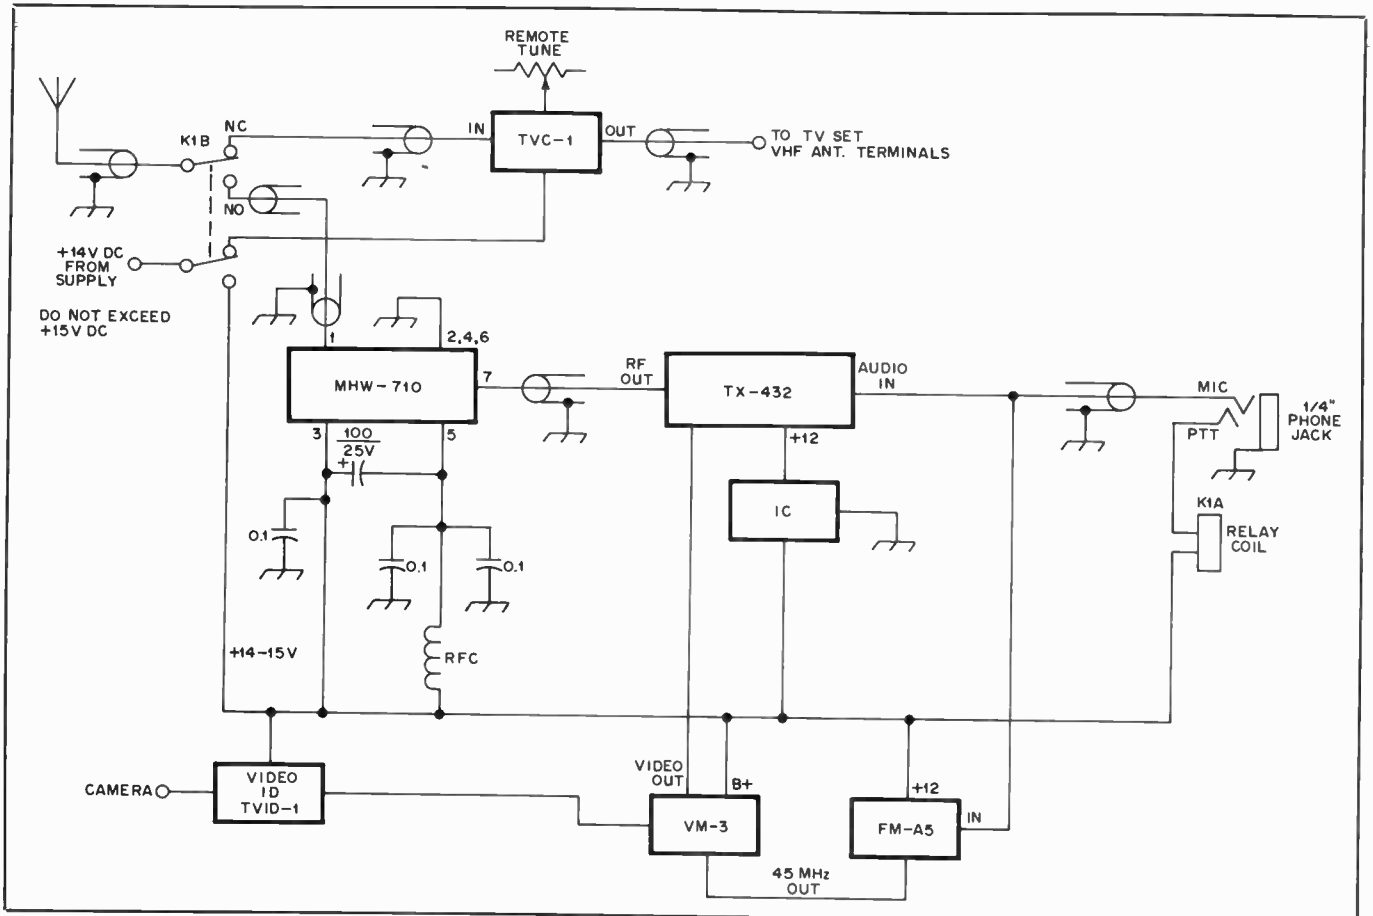 REMOTE
TUNE
K1B
NC
IN
TVC-1
OUT
TO TV SET
VHF ANT. TERMINALS
NO
+14V DC
FROM
SUPPLY
DO NOT EXCEED
+15V DC
1
2,4,6
MHW-710
7
RF
OUT
TX-432
AUDIO
IN
MIC
PTT
1/4"
PHONE
JACK
3
100
25V
+
5
+12
IC
K1A
RELAY
COIL
0.1
0.1
0.1
+14-15V
RFC
CAMERA
VIDEO
ID
TVID-1
VIDEO
OUT
B+
VM-3
+12
FM-A5
IN
45 MHz
OUT